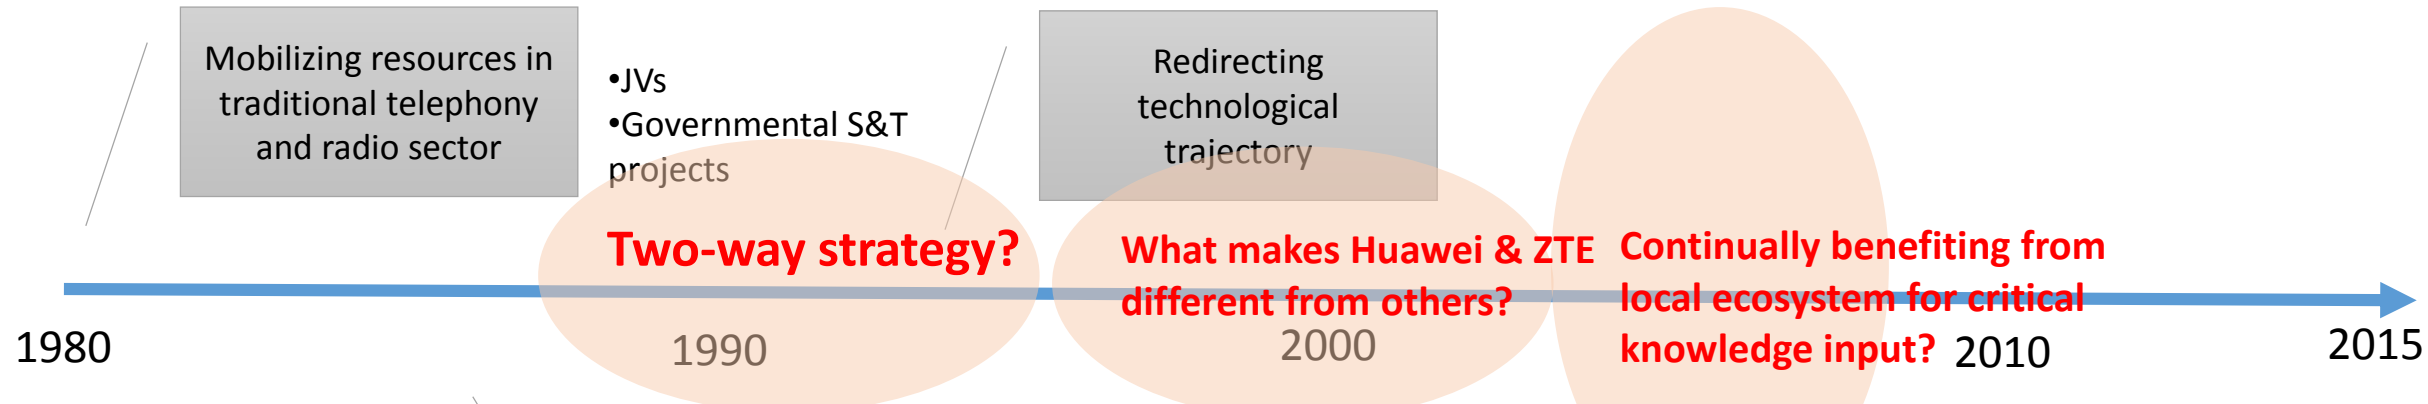 Mobilizing resources in
traditional telephony
and radio sector
•JVs
•Governmental S&T
projects
Redirecting
technological
trajectory
Two-way strategy?
What makes Huawei & ZTE
different from others?
Continually benefiting from
local ecosystem for critical
knowledge input?
1980
1990
2000
2010
2015